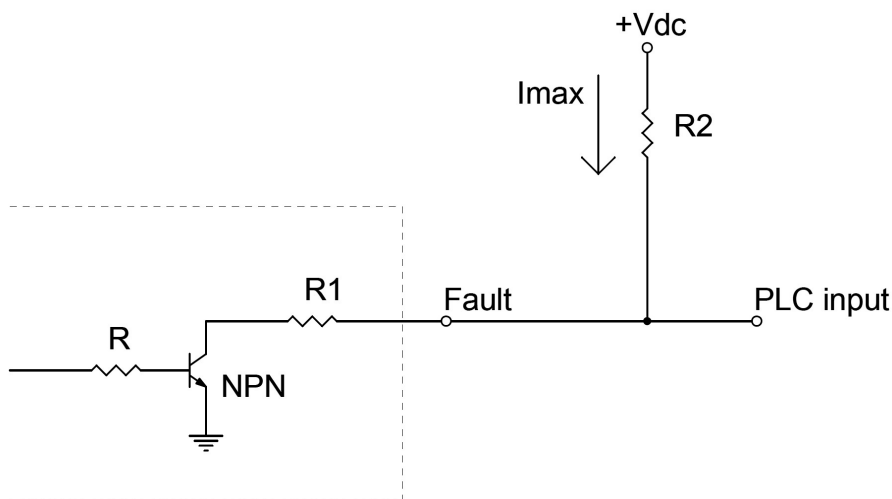 +Vdc
Imax
R2
R1
Fault
PLC input
R
NPN